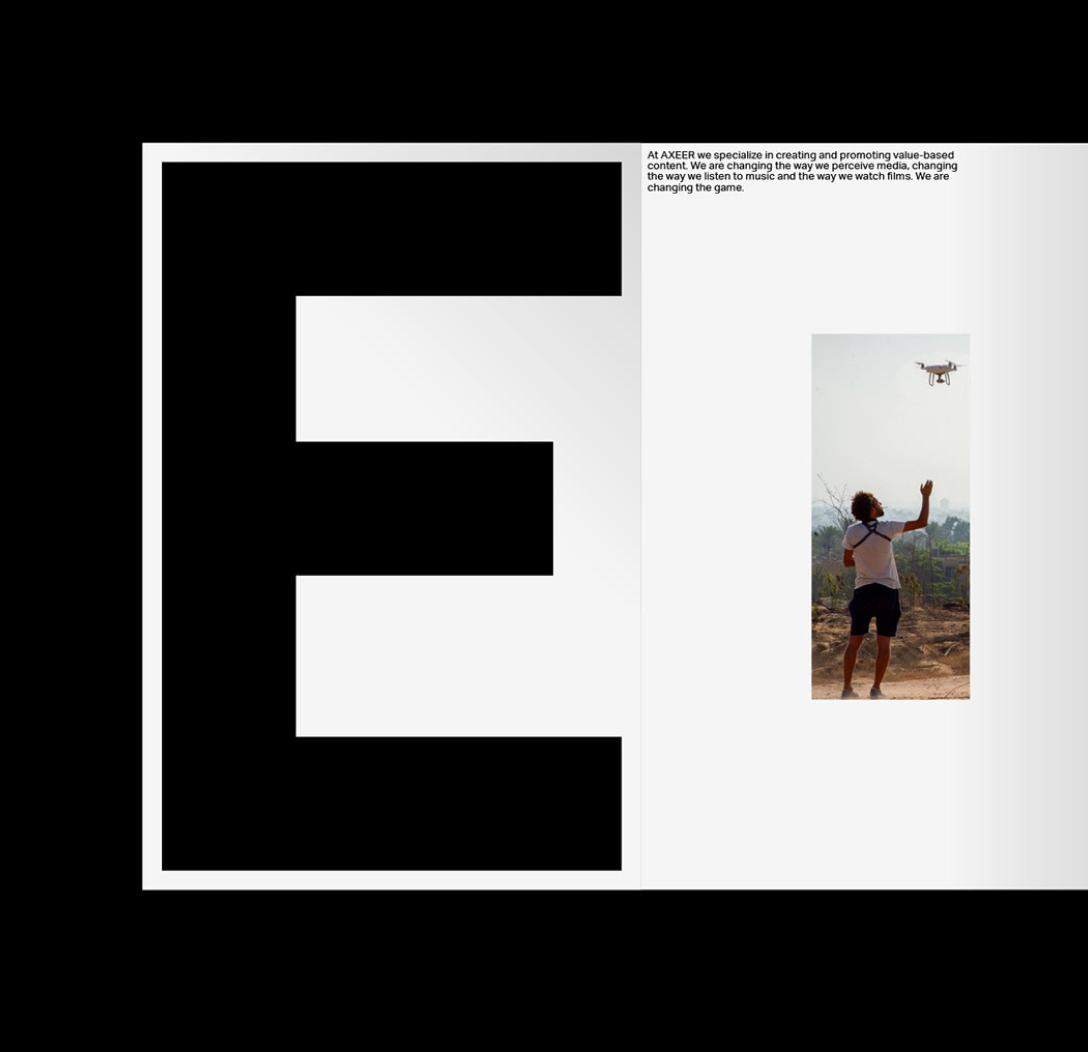 E
At AXEER we specialize in creating and promoting value-based
content. We are changing the way we perceive media, changing
the way we listen to music and the way we watch films. We are
changing the game.